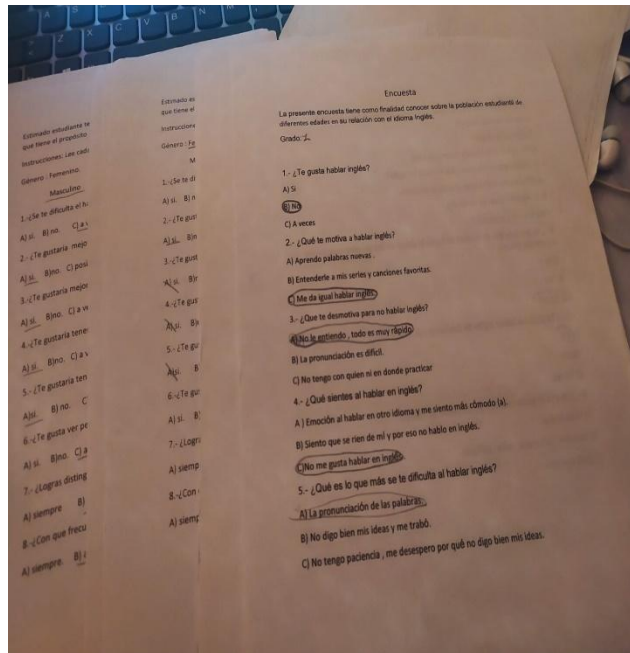 Estimado estudiante te
que tiene el propósito
Instrucciones: Lee cada
Género : Femenino.
Masculino
1.-¿Se te dificulta el ha
A) si. B) no. C) a v
2.- ¿Te gustaría mejo
A) si. B)no. C) posi
3.-¿Te gustaría mejor
A) si. B)no. C) a ve
4.-¿Te gustaría tene
A) si. B)no. C) a v
5.- ¿Te gustaría ten
A)si. B) no. C
6.-¿Te gusta ver pe
A) si. B)no. C) a
7.- ¿Logras disting
A) siempre B)
8.-¿Con que frecu
A) siempre. B)
Estimado es
que tiene el
Instruccione
Género : Fe
M
1.-¿Se te di
A) si. B) n
2.- ¿Te gust
A) si. B)n
3.-¿Te gust
A) si. B)n
4.-¿Te gus
A) si. B)n
5.- ¿Te gu
A)si. B
6.-¿Te gu
A) si. B)
7.- ¿Logra
A) siemp
8.-¿Con
A) siemp
Encuesta
La presente encuesta tiene como finalidad conocer sobre la población estudiantil de
diferentes edades en su relación con el idioma Inglés.
Grado:
1.- ¿Te gusta hablar inglés?
A) Si
B) No
C) A veces
2.- ¿Qué te motiva a hablar inglés?
A) Aprendo palabras nuevas .
B) Entenderle a mis series y canciones favoritas.
C) Me da igual hablar inglés.
3.- ¿Que te desmotiva para no hablar Inglés?
A) No le entiendo , todo es muy rápido
B) La pronunciación es difícil.
C) No tengo con quien ni en donde practicar
4.- ¿Qué sientes al hablar en inglés?
A ) Emoción al hablar en otro idioma y me siento más cómodo (a).
B) Siento que se rien de mí y por eso no hablo en inglés.
C)No me gusta hablar en inglés
5.- ¿Qué es lo que más se te dificulta al hablar inglés?
A) La pronunciación de las palabras.
B) No digo bien mis ideas y me trabó.
C) No tengo paciencia , me desespero por qué no digo bien mis ideas.